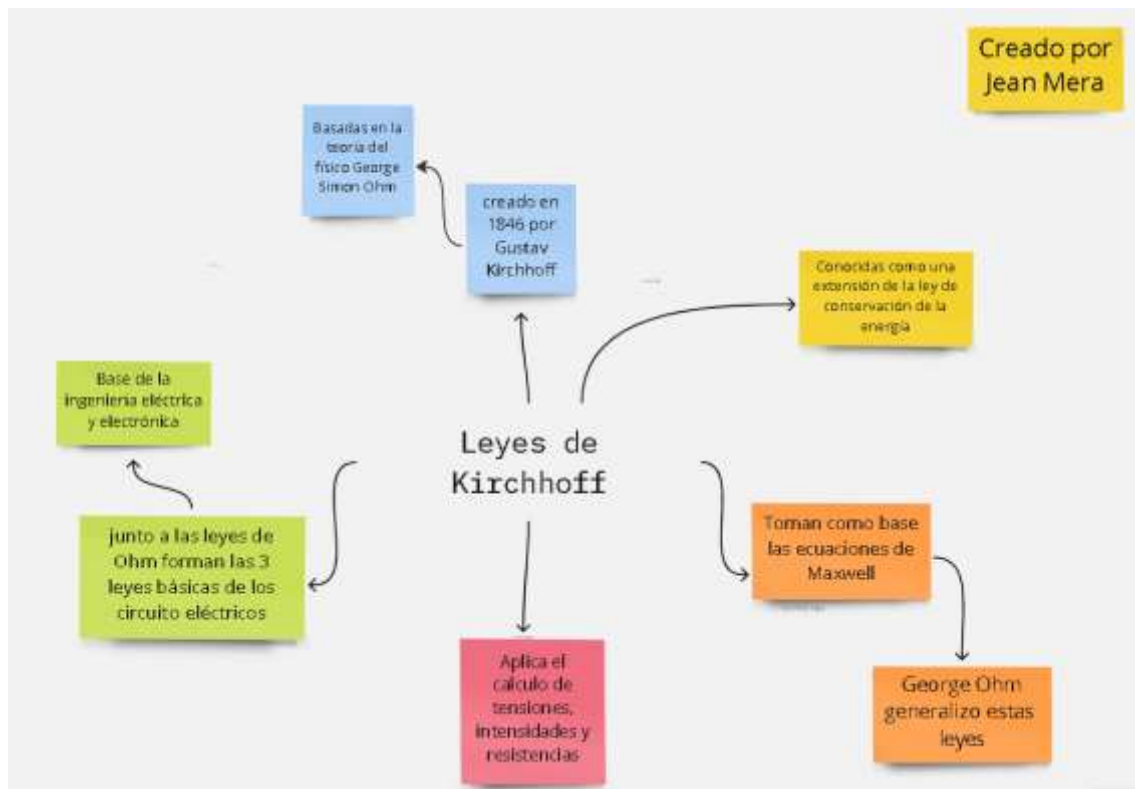 Creado por
Jean Mera
Basadas en la
teoria del
físico George
Simon Ohm
creado en
1846 por
Gustav
Kirchhoff
Conocidas como una
extensión de la ley de
conservación de la
energía
Base de la
ingenieria eléctrica
y electrónica
Leyes de
Kirchhoff
junto a las leyes de
Ohm forman las 3
leyes básicas de los
circuito eléctricos
Toman como base
las ecuaciones de
Maxwell
Aplica el
calculo de
tensiones,
intensidades y
resistencias
George Ohm
generalizo estas
leyes